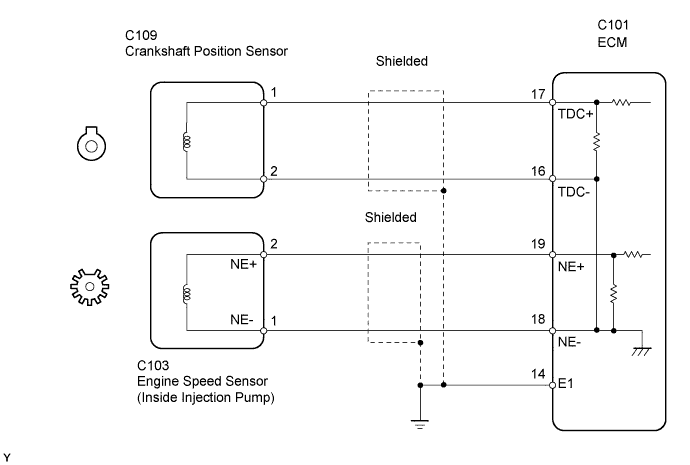 C109
Crankshaft Position Sensor
C101
ECM
Shielded
1
17
TDC+
2
16
TDC-
Shielded
2
19
NE+
NE+
NE-
1
18
NE-
C103
Engine Speed Sensor
(Inside Injection Pump)
14
E1
Y